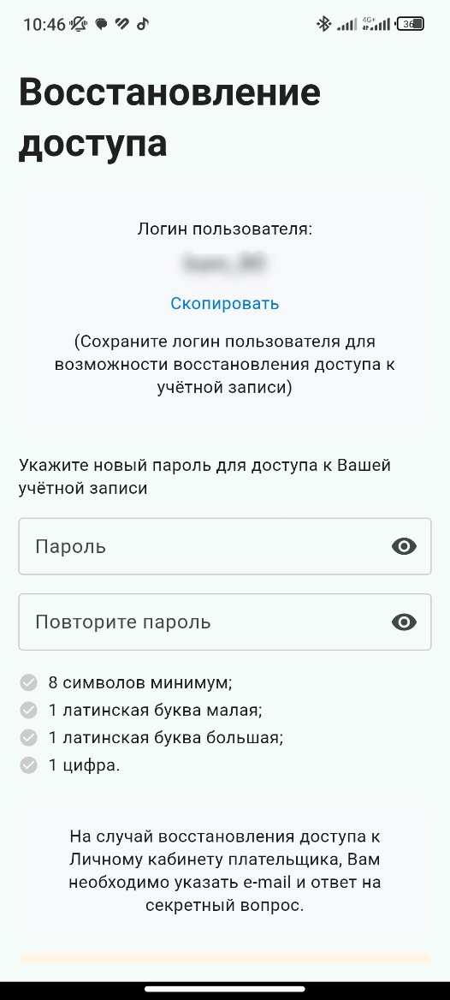 10:46
4G+
36
Восстановление
доступа
Логин пользователя:
Скопировать
(Сохраните логин пользователя для
возможности восстановления доступа к
учётной записи)
Укажите новый пароль для доступа к Вашей
учётной записи
Пароль
Повторите пароль
8 символов минимум;
1 латинская буква малая;
1 латинская буква большая;
1 цифра.
На случай восстановления доступа к
Личному кабинету плательщика, Вам
необходимо указать e-mail и ответ на
секретный вопрос.